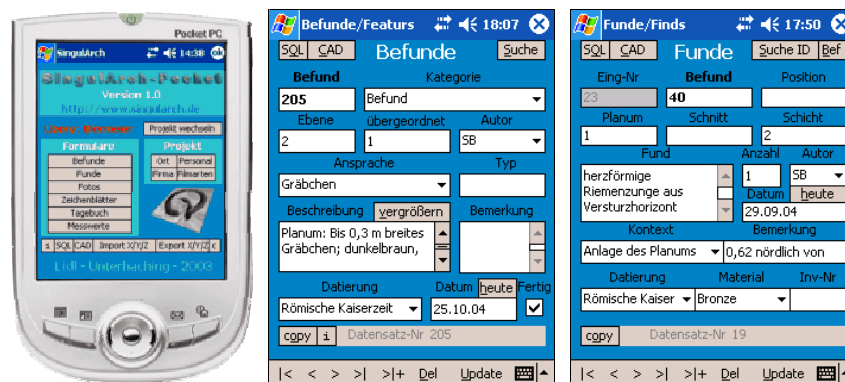 Pocket PC
SingulArch 14:38 ok
SingulArch-Pocket
Version 1.0
http://www.singularch.de
Projekt wechseln
Formulare
Projekt
Befunde
Ort Personal
Funde
Firma Filmarten
Fotos
Zeichenblätter
Tagebuch
Messwerte
SQL CAD Import X/Y/Z Export X/Y/Z
Lidl - Unterhaching - 2003
Befunde/Featurs 18:07
SQL CAD Befunde Suche
Befund Kategorie
205 Befund
Ebene übergeordnet Autor
2 1 SB
Ansprache Typ
Gräbchen
Beschreibung vergrößern Bemerkung
Planum: Bis 0,3 m breites
Gräbchen; dunkelbraun,
Datierung Datum heute Fertig
Römische Kaiserzeit 25.10.04
copy i Datensatz-Nr 205
|< < > >| >|+ Del Update
Funde/Finds 17:50
SQL CAD Funde Suche ID Bef
Eing-Nr Befund Position
23 40
Planum Schnitt Schicht
1 2
Fund Anzahl Autor
herzförmige 1 SB
Riemenzunge aus Datum heute
Versturzhorizont 29.09.04
Kontext Bemerkung
Anlage des Planums 0,62 nördlich von
Datierung Material Inv-Nr
Römische Kaiser Bronze
copy Datensatz-Nr 19
|< < > >| >|+ Del Update